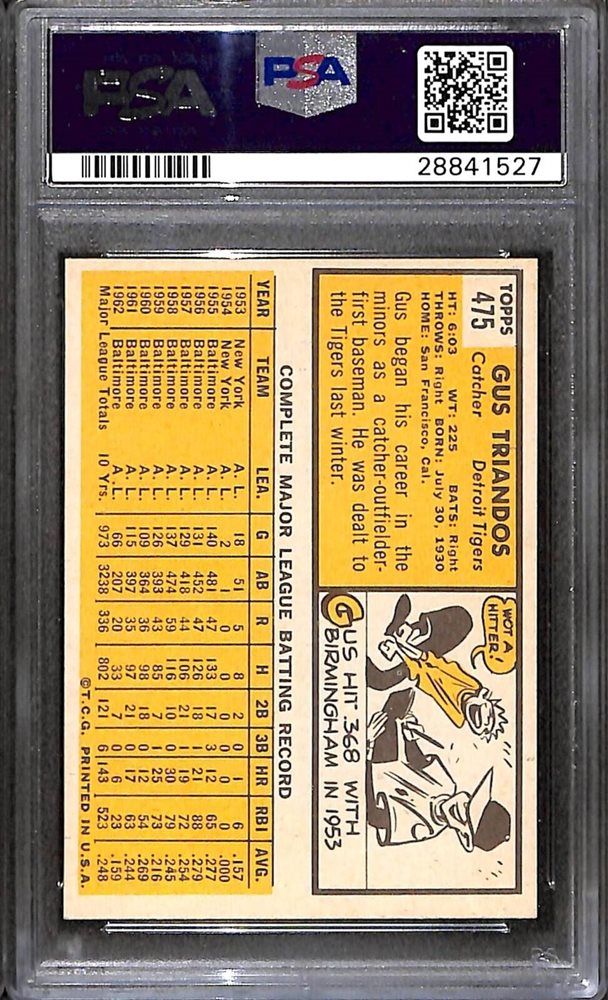 PSA
PSA
28841527
TOPPS
475
GUS TRIANDOS
Catcher Detroit Tigers
HT: 6:03 WT: 225 BATS: Right
THROWS: Right BORN: July 30, 1930
HOME: San Francisco, Cal.
Gus began his career in the
minors as a catcher-outfielder-
first baseman. He was dealt to
the Tigers last winter.
WOT A
HITTER!
GUS HIT .368 WITH
BIRMINGHAM IN 1953
COMPLETE MAJOR LEAGUE BATTING RECORD
YEAR TEAM LEA. G AB R H 2B 3B HR RBI AVG.
1953 New York A. L. 18 51 5 8 2 0 1 6 .157
1954 New York A. L. 2 1 0 0 0 0 0 0 .000
1955 Baltimore A. L. 140 481 47 133 17 3 12 65 .277
1956 Baltimore A. L. 131 452 47 126 18 1 21 88 .279
1957 Baltimore A. L. 129 418 44 106 21 1 19 72 .254
1958 Baltimore A. L. 137 474 59 116 10 0 30 79 .245
1959 Baltimore A. L. 126 393 43 85 7 1 25 73 .216
1960 Baltimore A. L. 109 364 36 98 18 0 12 54 .269
1961 Baltimore A. L. 115 397 35 97 21 0 17 63 .244
1962 Baltimore A. L. 66 207 20 33 7 0 6 23 .159
Major League Totals 10 Yrs. 973 3238 336 802 121 6 143 523 .248
©T.C.G. PRINTED IN U.S.A.